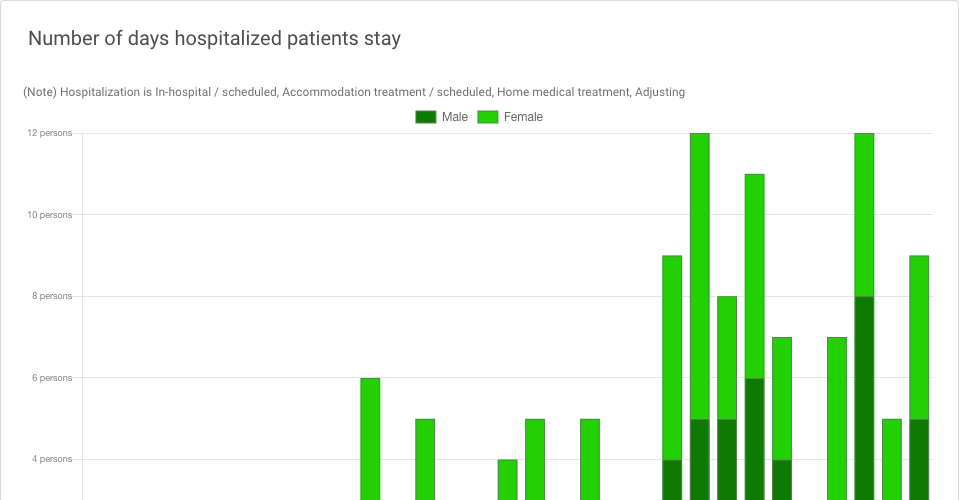 Number of days hospitalized patients stay
(Note) Hospitalization is In-hospital / scheduled, Accommodation treatment / scheduled, Home medical treatment, Adjusting
Male Female
12 persons
10 persons
8 persons
6 persons
4 persons